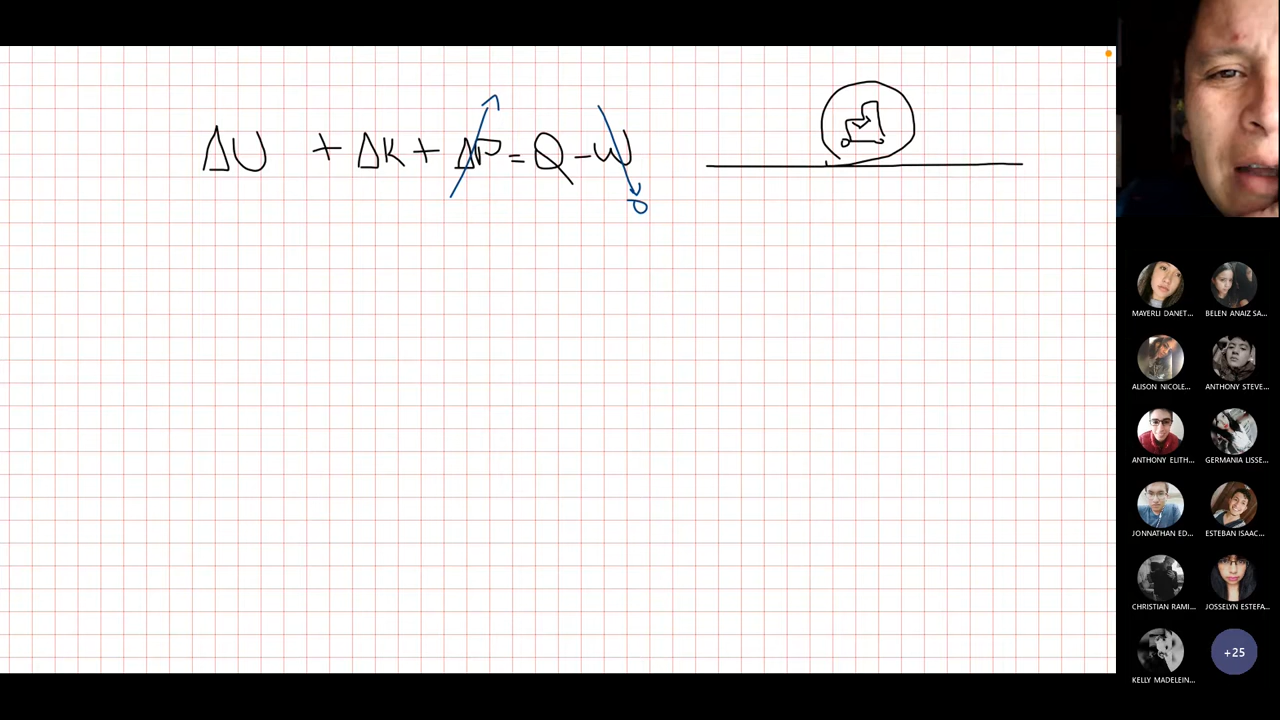 ΔU + ΔK + ΔP = Q - W
0
MAYERLI DANET...
BELEN ANAIZ SA...
ALISON NICOLE...
ANTHONY STEVE...
ANTHONY ELITH...
GERMANIA LISSE...
JONNATHAN ED...
ESTEBAN ISAAC...
CHRISTIAN RAMI...
JOSSELYN ESTEFA...
KELLY MADELEIN...
+25